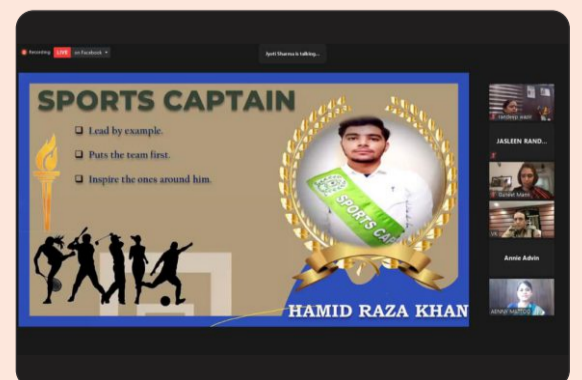 Recording LIVE on Facebook
Jyoti Sharma is talking...
SPORTS CAPTAIN
Lead by example.
Puts the team first.
Inspire the ones around him.
SPORTS CAP
HAMID RAZA KHAN
JASLEEN RAND...
Annie Advin